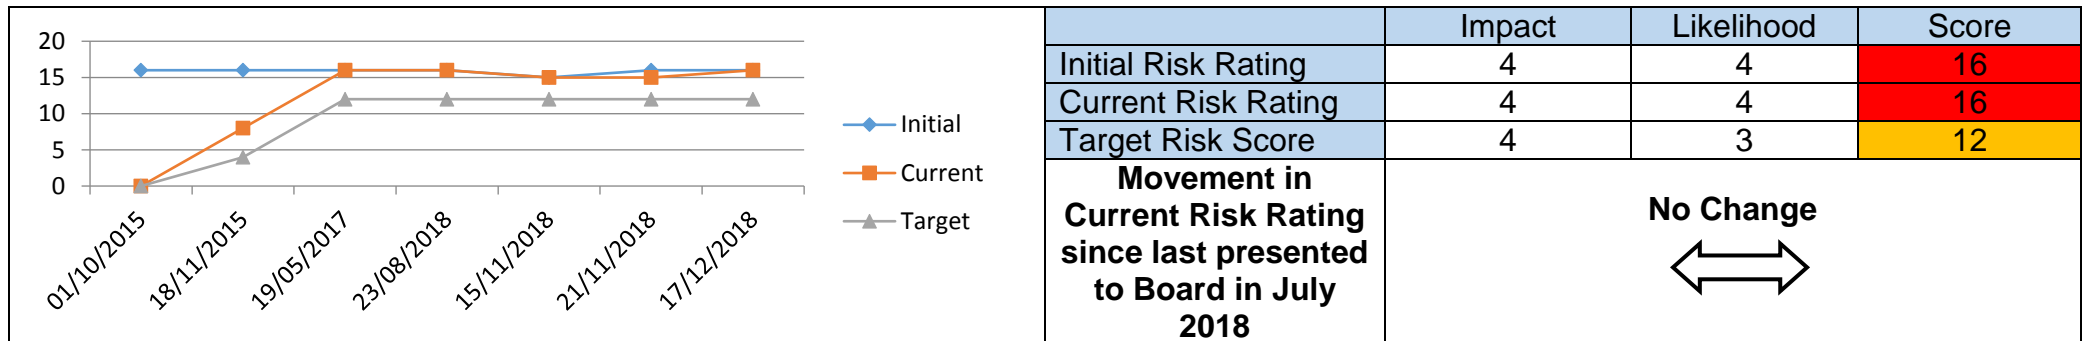 20
15
10
5
0
01/10/2015
18/11/2015
19/05/2017
23/08/2018
15/11/2018
21/11/2018
17/12/2018
Initial
Current
Target
Impact Likelihood Score
Initial Risk Rating 4 4 16
Current Risk Rating 4 4 16
Target Risk Score 4 3 12
Movement in
Current Risk Rating
since last presented
to Board in July
2018
No Change